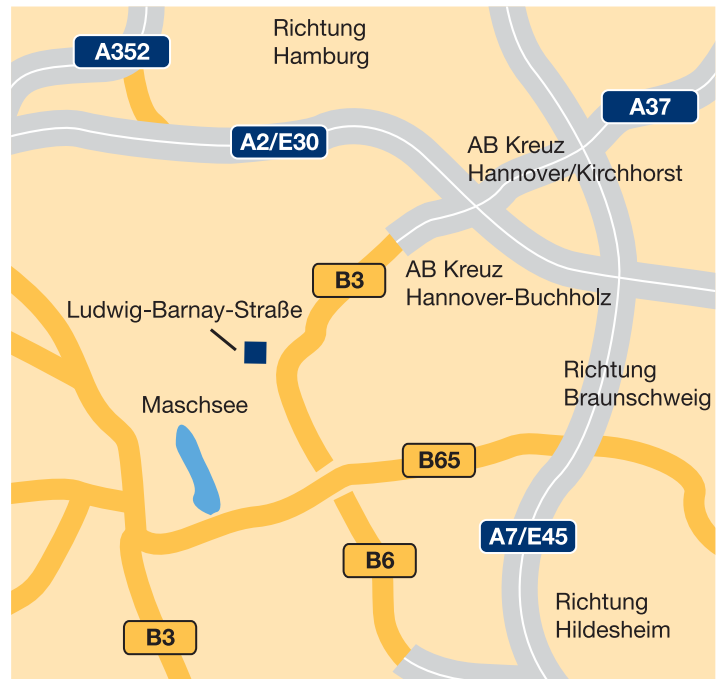 Richtung
Hamburg
A352
A37
A2/E30
AB Kreuz
Hannover/Kirchhorst
B3
AB Kreuz
Hannover-Buchholz
Ludwig-Barnay-Straße
Richtung
Braunschweig
Maschsee
B65
A7/E45
B6
Richtung
Hildesheim
B3